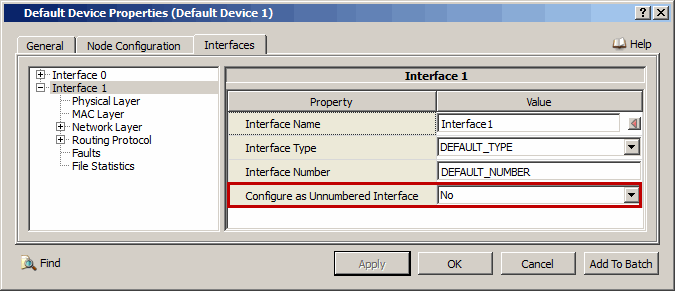 Default Device Properties (Default Device 1)
General Node Configuration Interfaces Help
Interface 0
Interface 1
Physical Layer
MAC Layer
Network Layer
Routing Protocol
Faults
File Statistics
Interface 1
Property Value
Interface Name Interface1
Interface Type DEFAULT_TYPE
Interface Number DEFAULT_NUMBER
Configure as Unnumbered Interface No
Find Apply OK Cancel Add To Batch